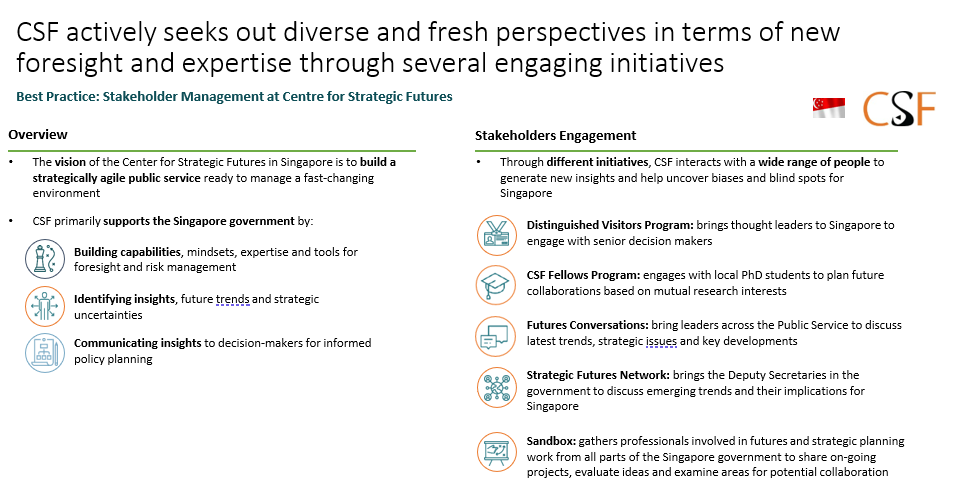 CSF actively seeks out diverse and fresh perspectives in terms of new
foresight and expertise through several engaging initiatives
Best Practice: Stakeholder Management at Centre for Strategic Futures
CSF
Overview
• The vision of the Center for Strategic Futures in Singapore is to build a
strategically agile public service ready to manage a fast-changing
environment
• CSF primarily supports the Singapore government by:
Building capabilities, mindsets, expertise and tools for
foresight and risk management
Identifying insights, future trends and strategic
uncertainties
Communicating insights to decision-makers for informed
policy planning
Stakeholders Engagement
• Through different initiatives, CSF interacts with a wide range of people to
generate new insights and help uncover biases and blind spots for
Singapore
Distinguished Visitors Program: brings thought leaders to Singapore to
engage with senior decision makers
CSF Fellows Program: engages with local PhD students to plan future
collaborations based on mutual research interests
Futures Conversations: bring leaders across the Public Service to discuss
latest trends, strategic issues and key developments
Strategic Futures Network: brings the Deputy Secretaries in the
government to discuss emerging trends and their implications for
Singapore
Sandbox: gathers professionals involved in futures and strategic planning
work from all parts of the Singapore government to share on-going
projects, evaluate ideas and examine areas for potential collaboration